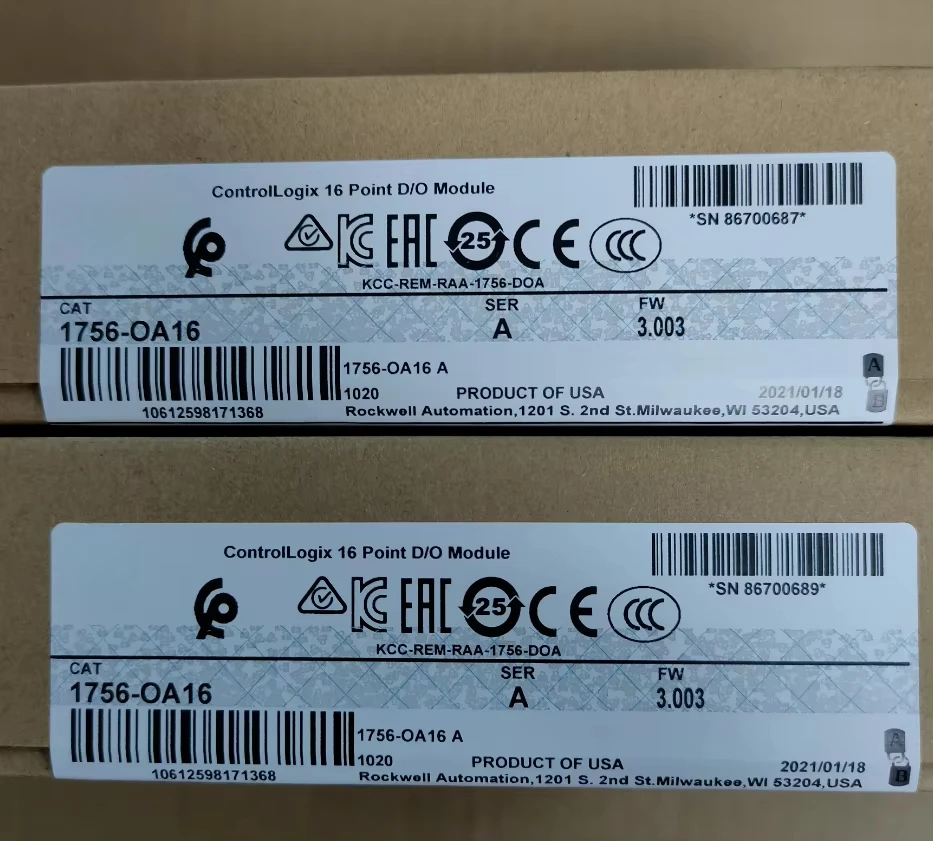 ControlLogix 16 Point D/O Module
*SN 86700687*
25
KCC-REM-RAA-1756-DOA
CAT SER FW
1756-OA16 A 3.003
1756-OA16 A
1020 PRODUCT OF USA 2021/01/18
10612598171368 Rockwell Automation,1201 S. 2nd St.Milwaukee,WI 53204,USA
A
B
ControlLogix 16 Point D/O Module
*SN 86700689*
25
KCC-REM-RAA-1756-DOA
CAT SER FW
1756-OA16 A 3.003
1756-OA16 A
1020 PRODUCT OF USA 2021/01/18
10612598171368 Rockwell Automation,1201 S. 2nd St.Milwaukee,WI 53204,USA
A
B